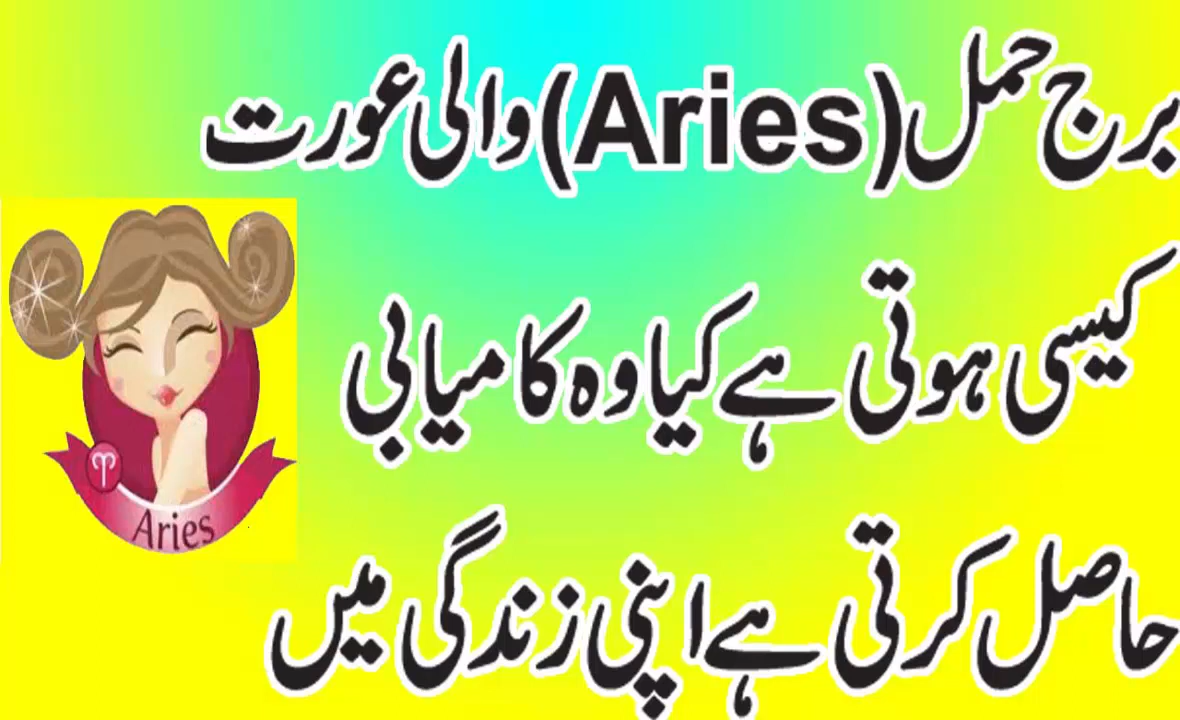 برج حمل (Aries) والی عورت
کیسی ہوتی ہے کیا وہ کامیابی
حاصل کرتی ہے اپنی زندگی میں
Aries